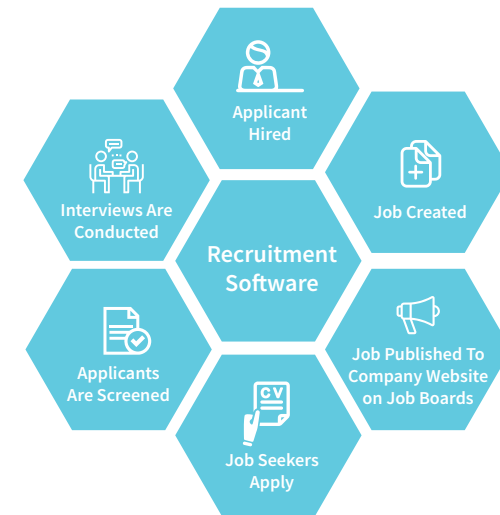 Applicant
Hired
Job Created
Interviews Are
Conducted
Recruitment
Software
Job Published To
Company Website
on Job Boards
Applicants
Are Screened
CV
Job Seekers
Apply